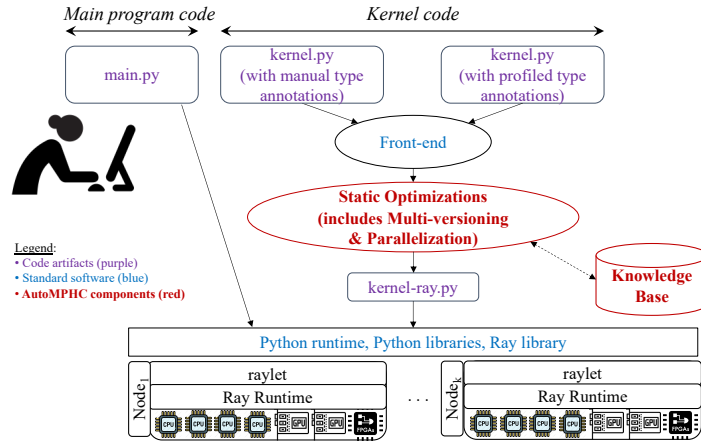 Main program code
Kernel code
main.py
kernel.py
(with manual type
annotations)
kernel.py
(with profiled type
annotations)
Front-end
Static Optimizations
(includes Multi-versioning
& Parallelization)
Legend:
• Code artifacts (purple)
• Standard software (blue)
• AutoMPHC components (red)
Knowledge
Base
kernel-ray.py
Python runtime, Python libraries, Ray library
Node1
raylet
Ray Runtime
CPU
CPU
CPU
CPU
GPU
GPU
FPGAs
. . .
Nodek
raylet
Ray Runtime
CPU
CPU
CPU
CPU
GPU
GPU
FPGAs